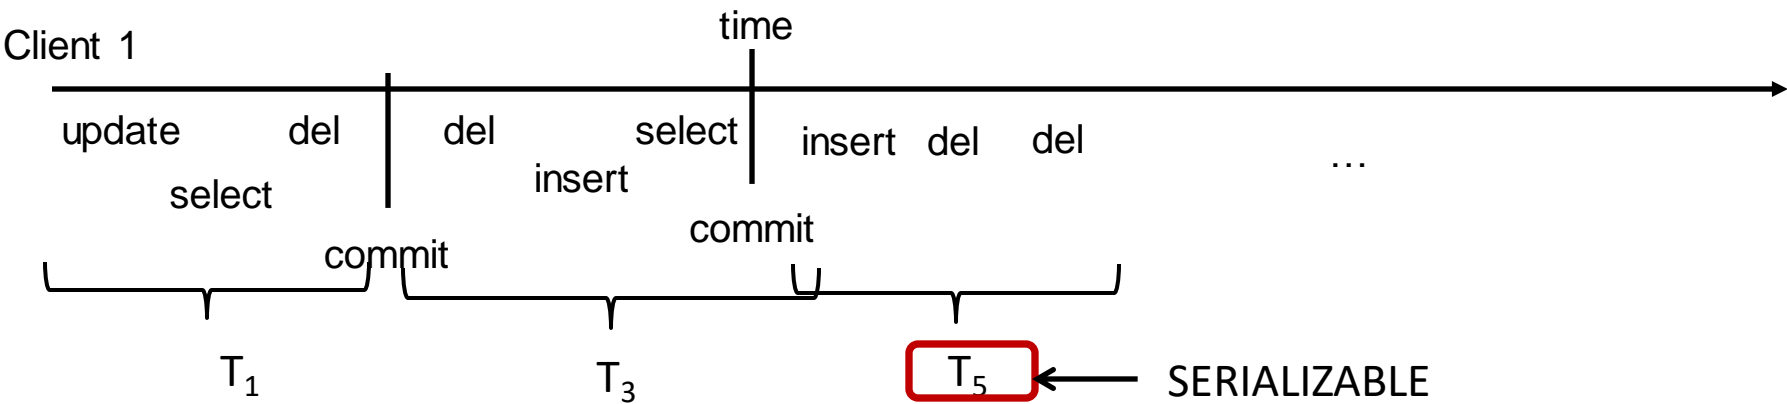 time
Client 1
update del del select insert del del ...
select insert
commit commit
T1 T3 T5 SERIALIZABLE